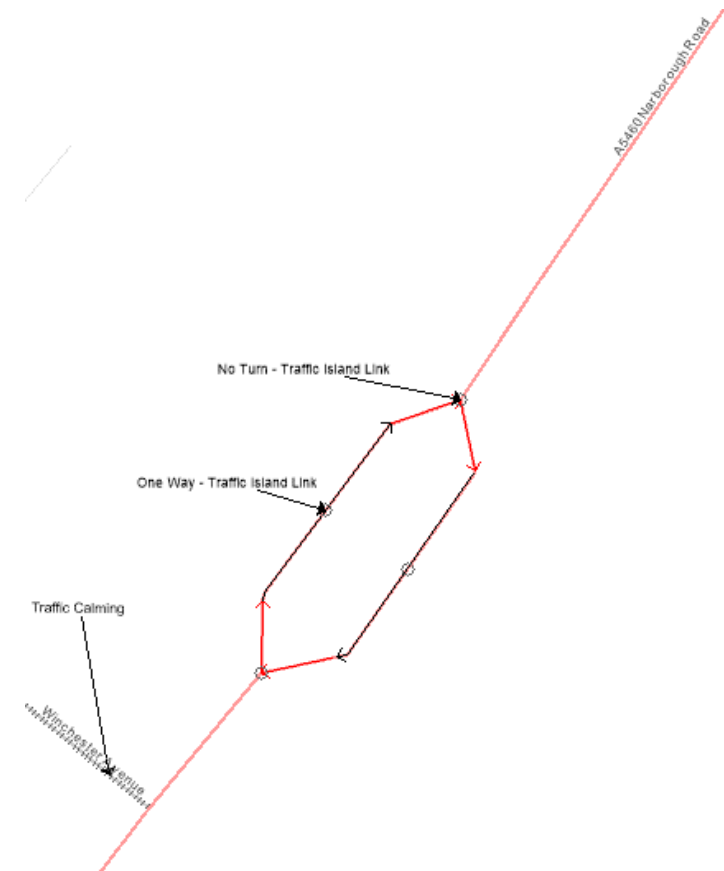 A5460 Narborough Road
No Turn - Traffic Island Link
One Way - Traffic Island Link
Traffic Calming
Winchester Avenue